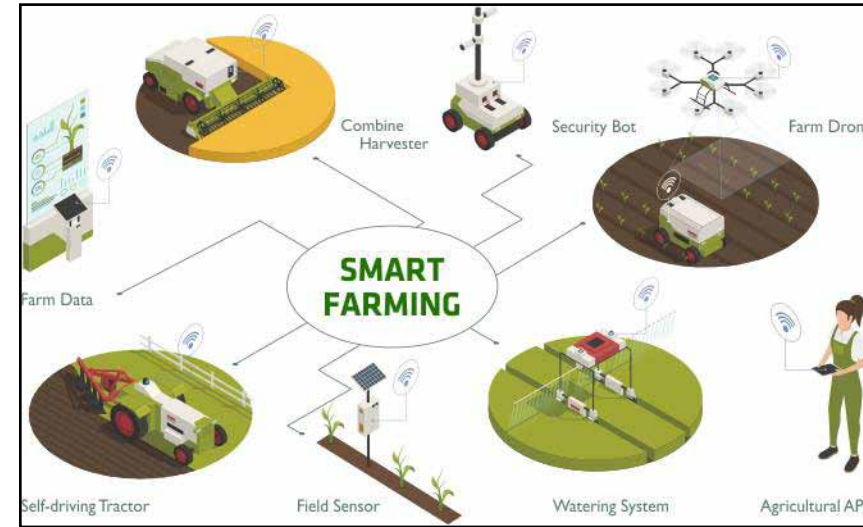 Combine
Harvester
Security Bot
Farm Dron
Farm Data
SMART
FARMING
Self-driving Tractor
Field Sensor
Watering System
Agricultural AP